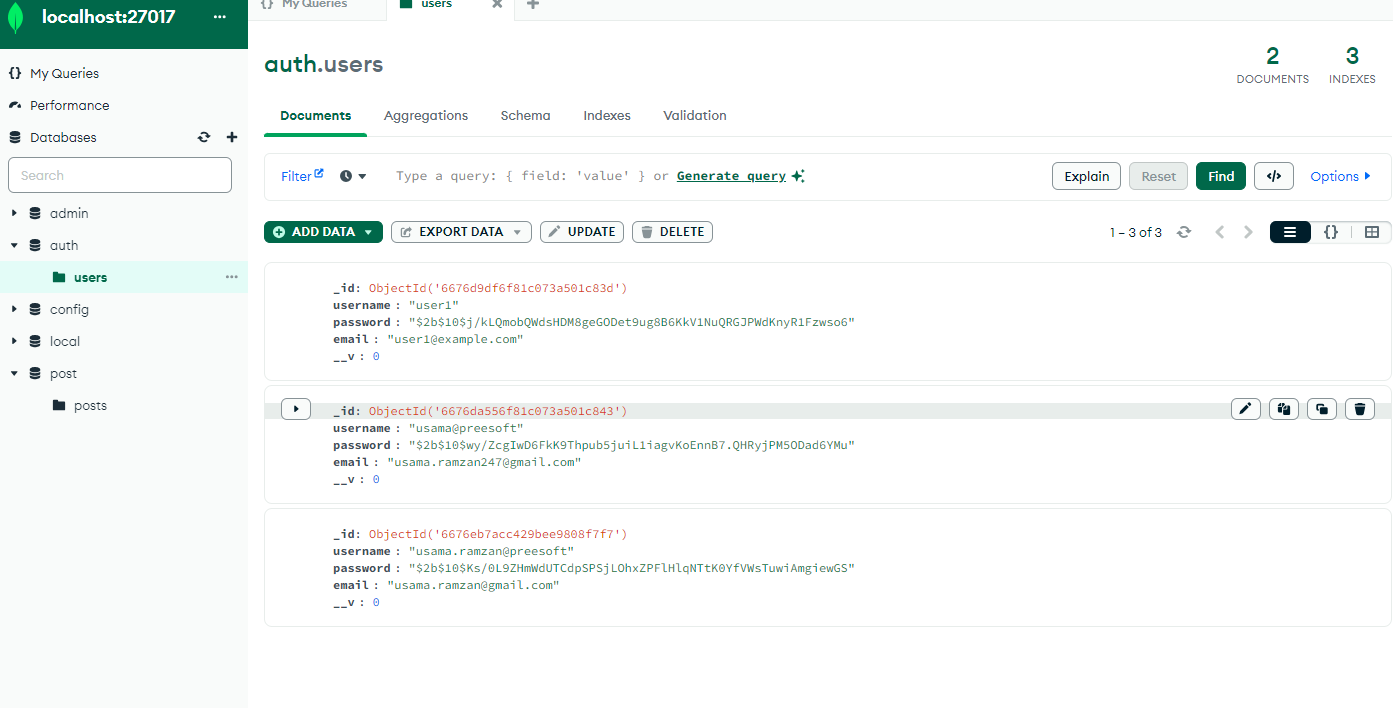 localhost:27017 ...
{} My Queries
users
My Queries
Performance
Databases
Search
admin
auth
users
config
local
post
posts
auth.users
2
DOCUMENTS
3
INDEXES
Documents Aggregations Schema Indexes Validation
Filter Type a query: { field: 'value' } or Generate query Explain Reset Find </> Options
ADD DATA EXPORT DATA UPDATE DELETE 1 – 3 of 3 {}
_id: ObjectId('6676d9df6f81c073a501c83d')
username : "user1"
password : "$2b$10$j/kLQmobQWdsHDM8geGODet9ug8B6KkV1NuQRGJPWdKnyR1Fzwso6"
email : "user1@example.com"
__v : 0
_id: ObjectId('6676da556f81c073a501c843')
username : "usama@preesoft"
password : "$2b$10$wy/ZcgIwD6FkK9Thpub5juiL1iagvKoEnnB7.QHRyjPM5ODad6YMu"
email : "usama.ramzan247@gmail.com"
__v : 0
_id: ObjectId('6676eb7acc429bee9808f7f7')
username : "usama.ramzan@preesoft"
password : "$2b$10$Ks/0L9ZHmWdUTCdpSPSjLOhxZPFlHlqNTtK0YfVWsTuwiAmgiewGS"
email : "usama.ramzan@gmail.com"
__v : 0